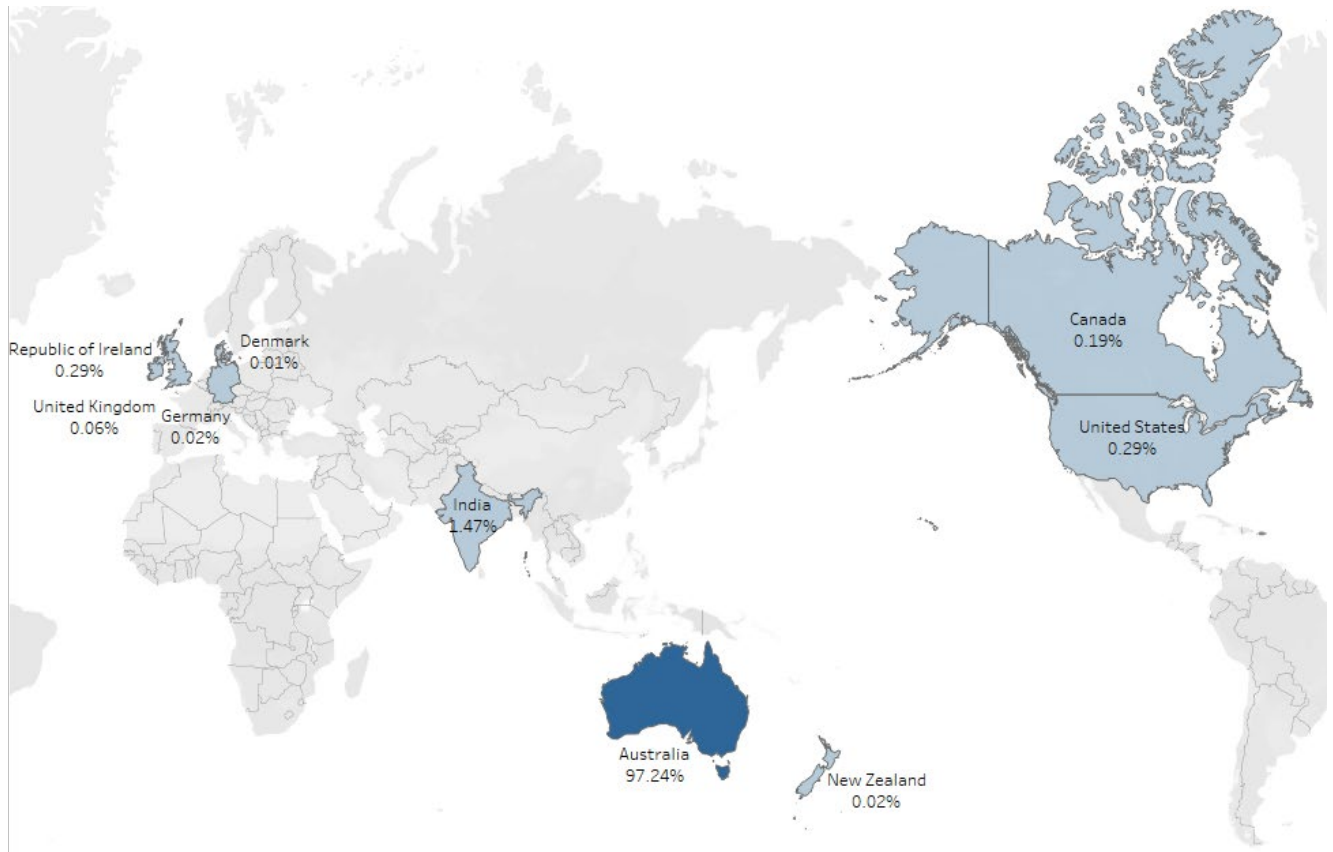 Canada
0.19%
Denmark
0.01%
Republic of Ireland
0.29%
United Kingdom
0.06%
Germany
0.02%
United States
0.29%
India
1.47%
Australia
97.24%
New Zealand
0.02%